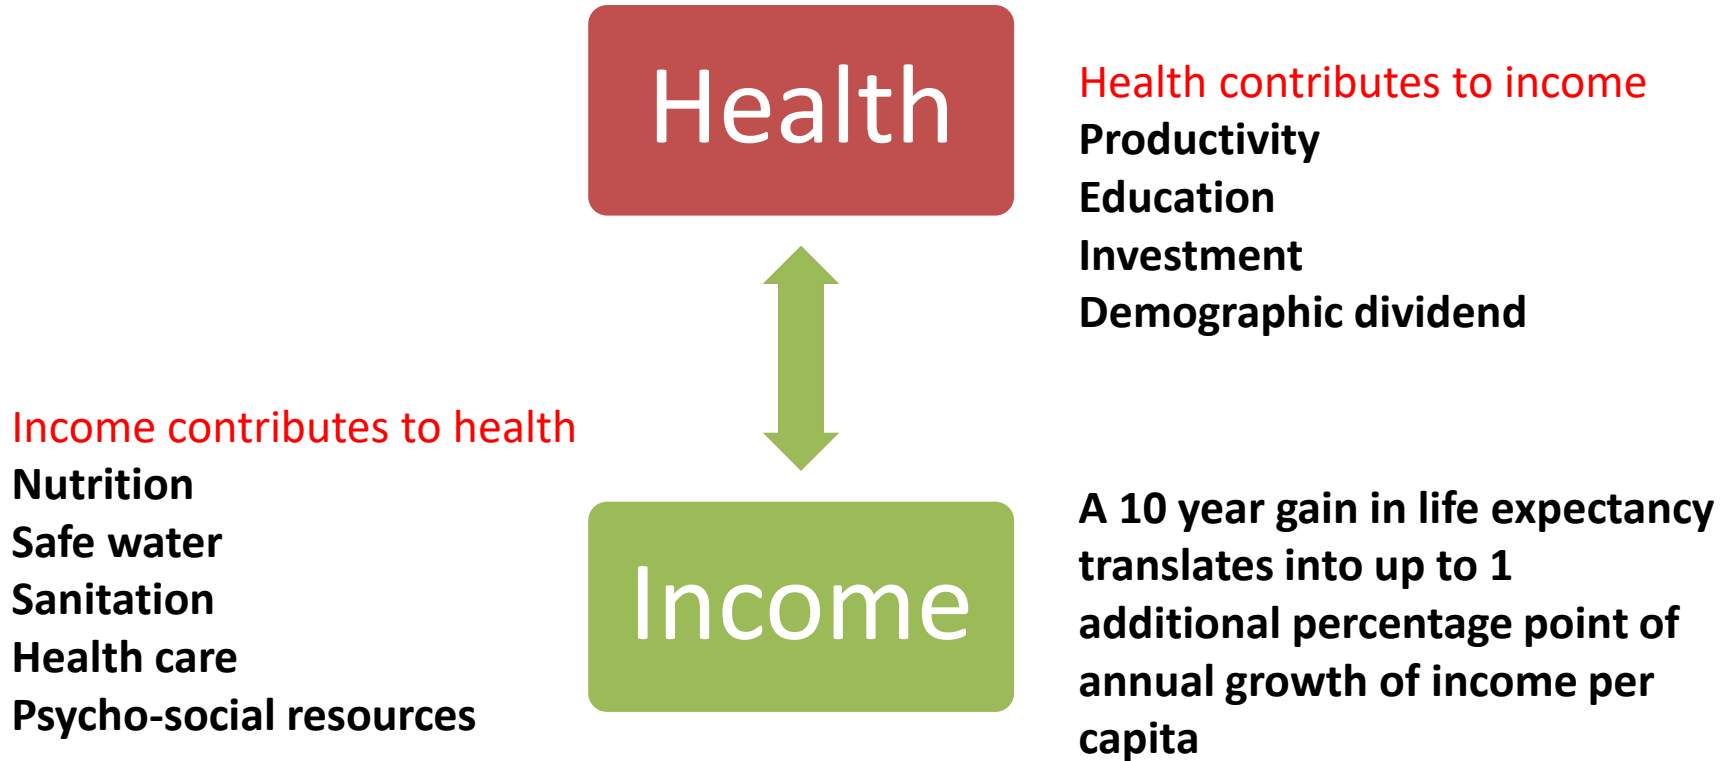 Health
Health contributes to income
Productivity
Education
Investment
Demographic dividend
Income contributes to health
Nutrition
Safe water
Sanitation
Health care
Psycho-social resources
Income
A 10 year gain in life expectancy
translates into up to 1
additional percentage point of
annual growth of income per
capita